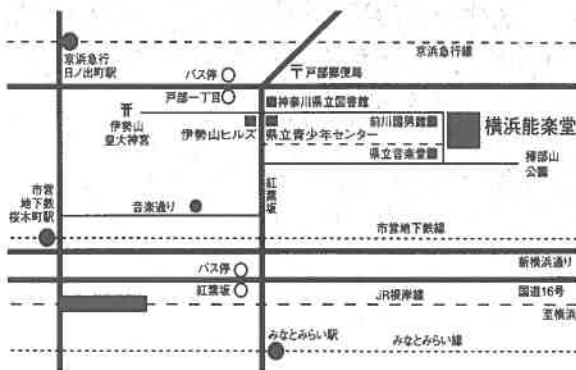 京浜急行線
京浜急行
日ノ出町駅
バス停
〒戸部郵便局
戸部一丁目
神奈川県立図書館
伊勢山
皇大神宮
伊勢山ヒルズ
県立青少年センター
前川國男館
横浜能楽堂
県立音楽堂
掃部山
公園
紅葉坂
市営
地下鉄
桜木町駅
音楽通り
市営地下鉄線
新横浜通り
バス停
紅葉坂
JR根岸線
国道16号
至横浜
みなとみらい駅
みなとみらい線